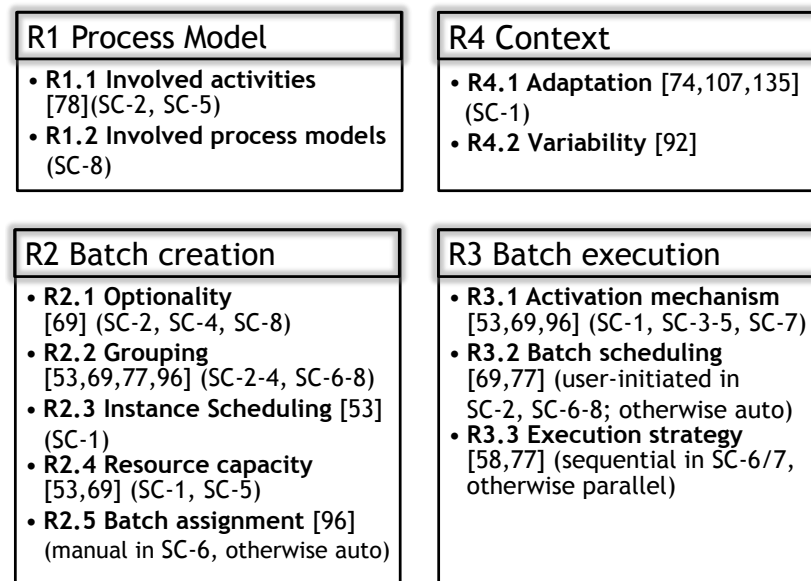 R1 Process Model
• R1.1 Involved activities
[78](SC-2, SC-5)
• R1.2 Involved process models
(SC-8)
R4 Context
• R4.1 Adaptation [74,107,135]
(SC-1)
• R4.2 Variability [92]
R2 Batch creation
• R2.1 Optionality
[69] (SC-2, SC-4, SC-8)
• R2.2 Grouping
[53,69,77,96] (SC-2-4, SC-6-8)
• R2.3 Instance Scheduling [53]
(SC-1)
• R2.4 Resource capacity
[53,69] (SC-1, SC-5)
• R2.5 Batch assignment [96]
(manual in SC-6, otherwise auto)
R3 Batch execution
• R3.1 Activation mechanism
[53,69,96] (SC-1, SC-3-5, SC-7)
• R3.2 Batch scheduling
[69,77] (user-initiated in
SC-2, SC-6-8; otherwise auto)
• R3.3 Execution strategy
[58,77] (sequential in SC-6/7,
otherwise parallel)